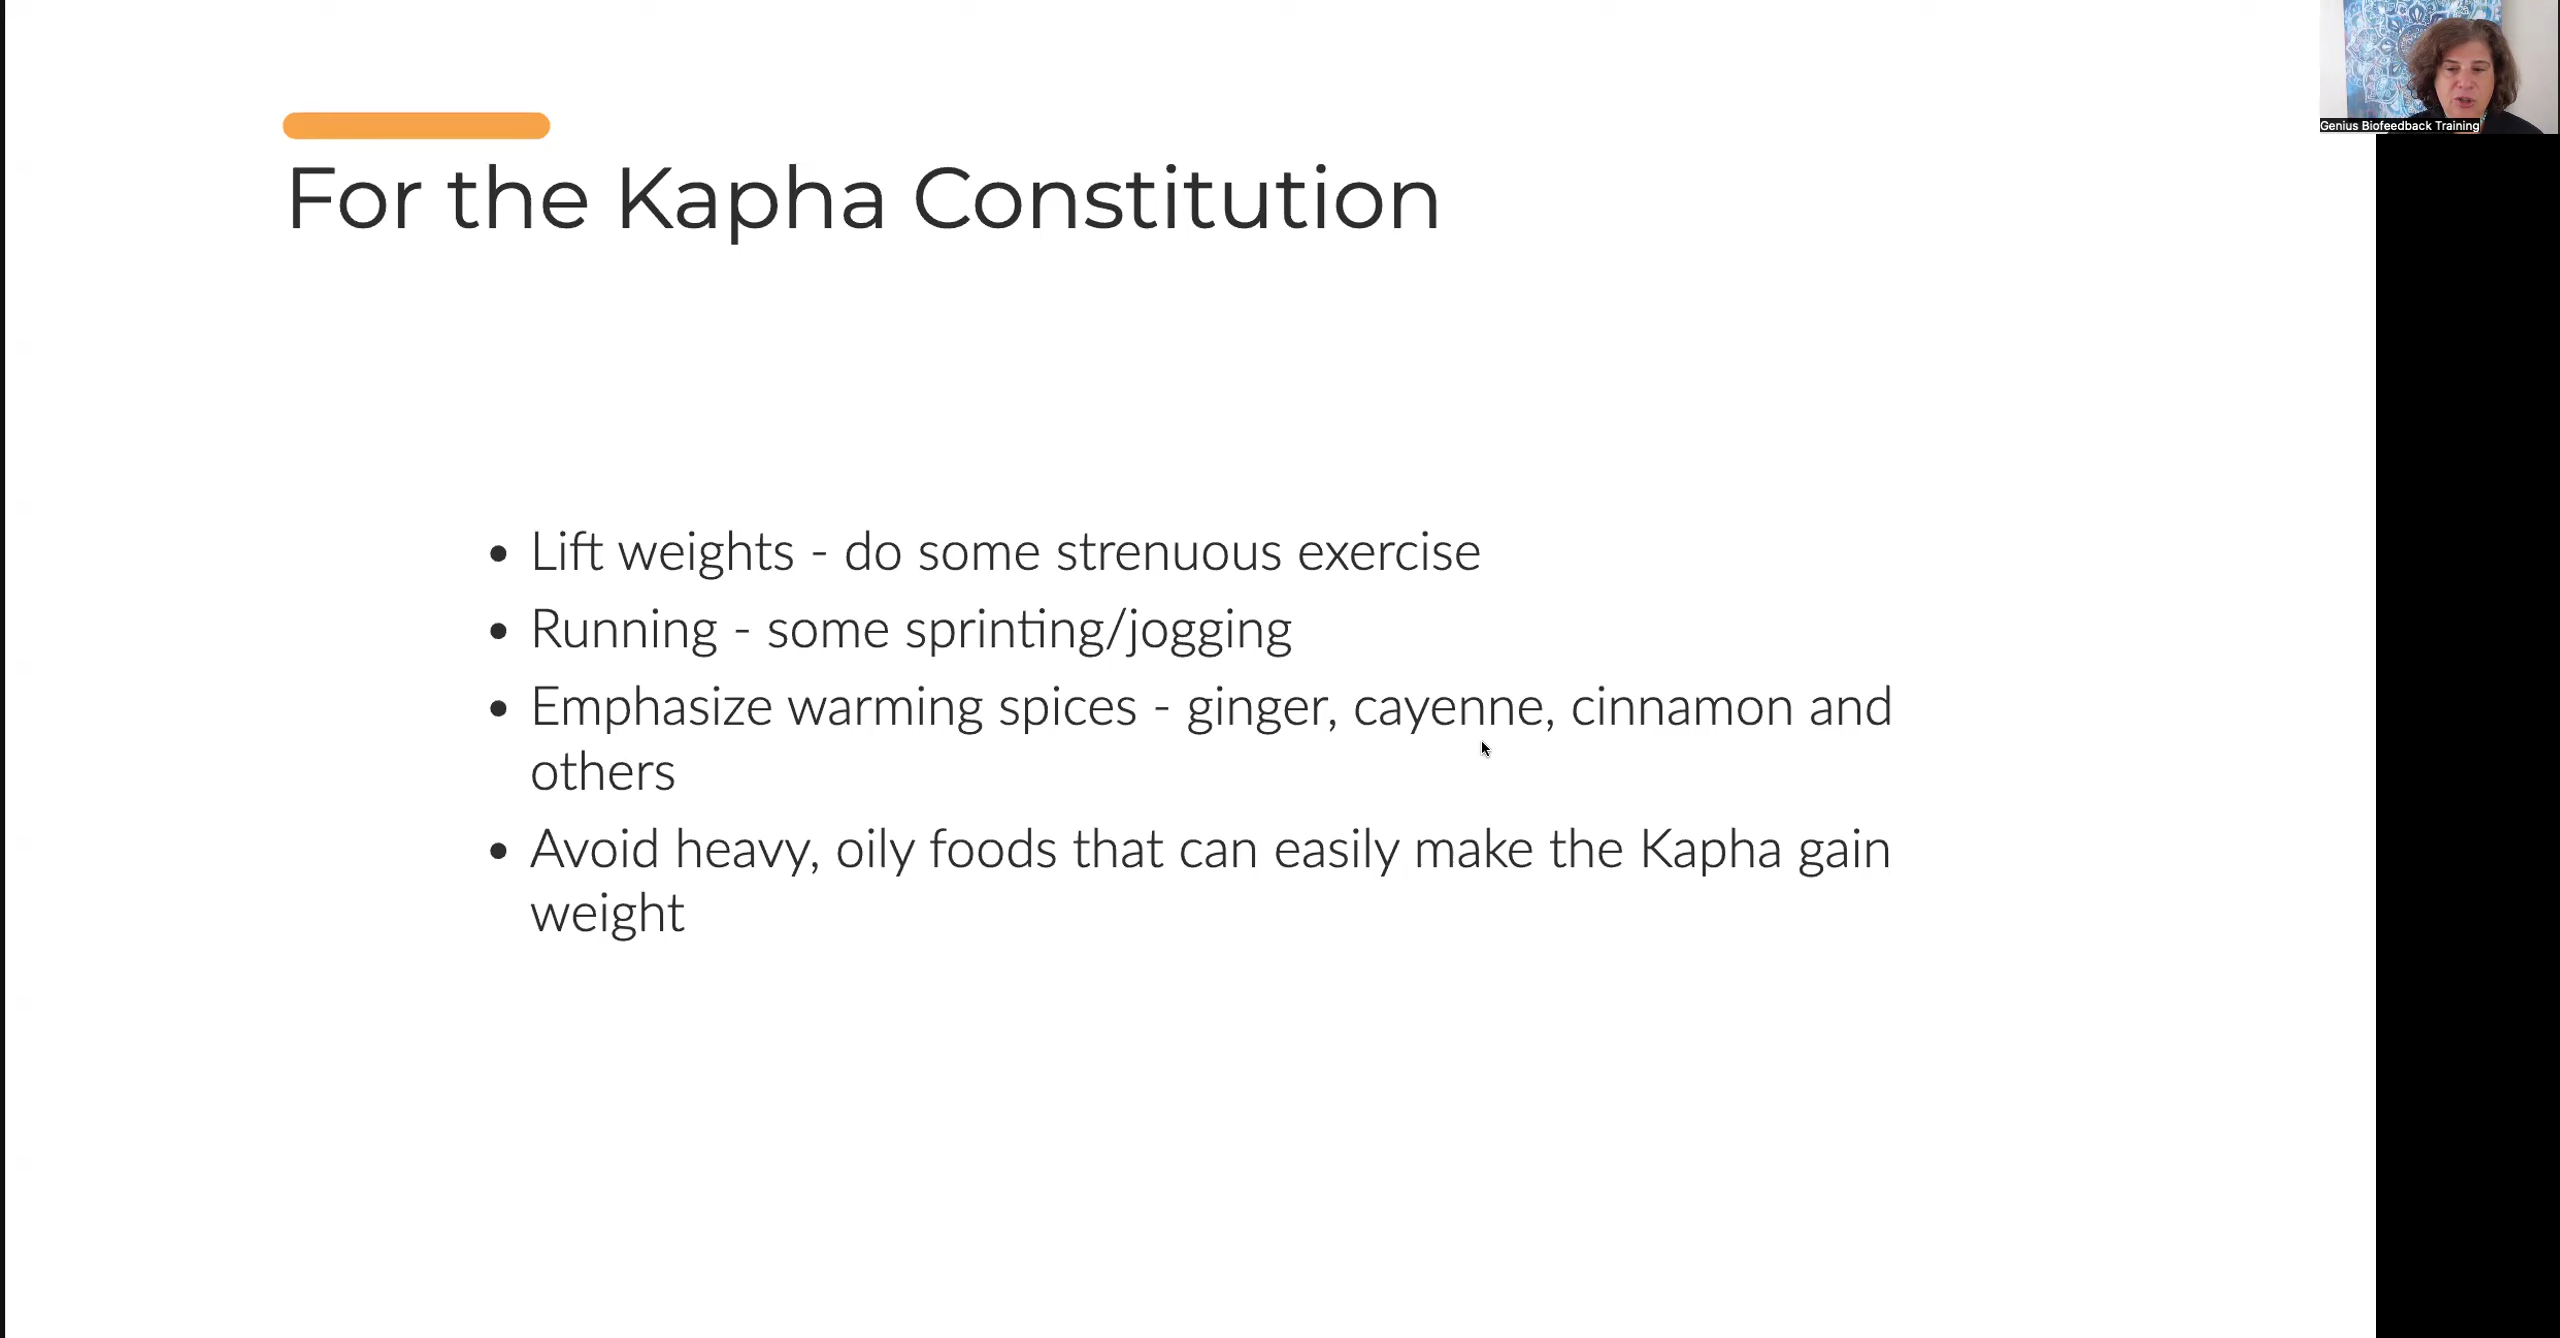 Genius Biofeedback Training
For the Kapha Constitution
• Lift weights - do some strenuous exercise
• Running - some sprinting/jogging
• Emphasize warming spices - ginger, cayenne, cinnamon and
others
• Avoid heavy, oily foods that can easily make the Kapha gain
weight